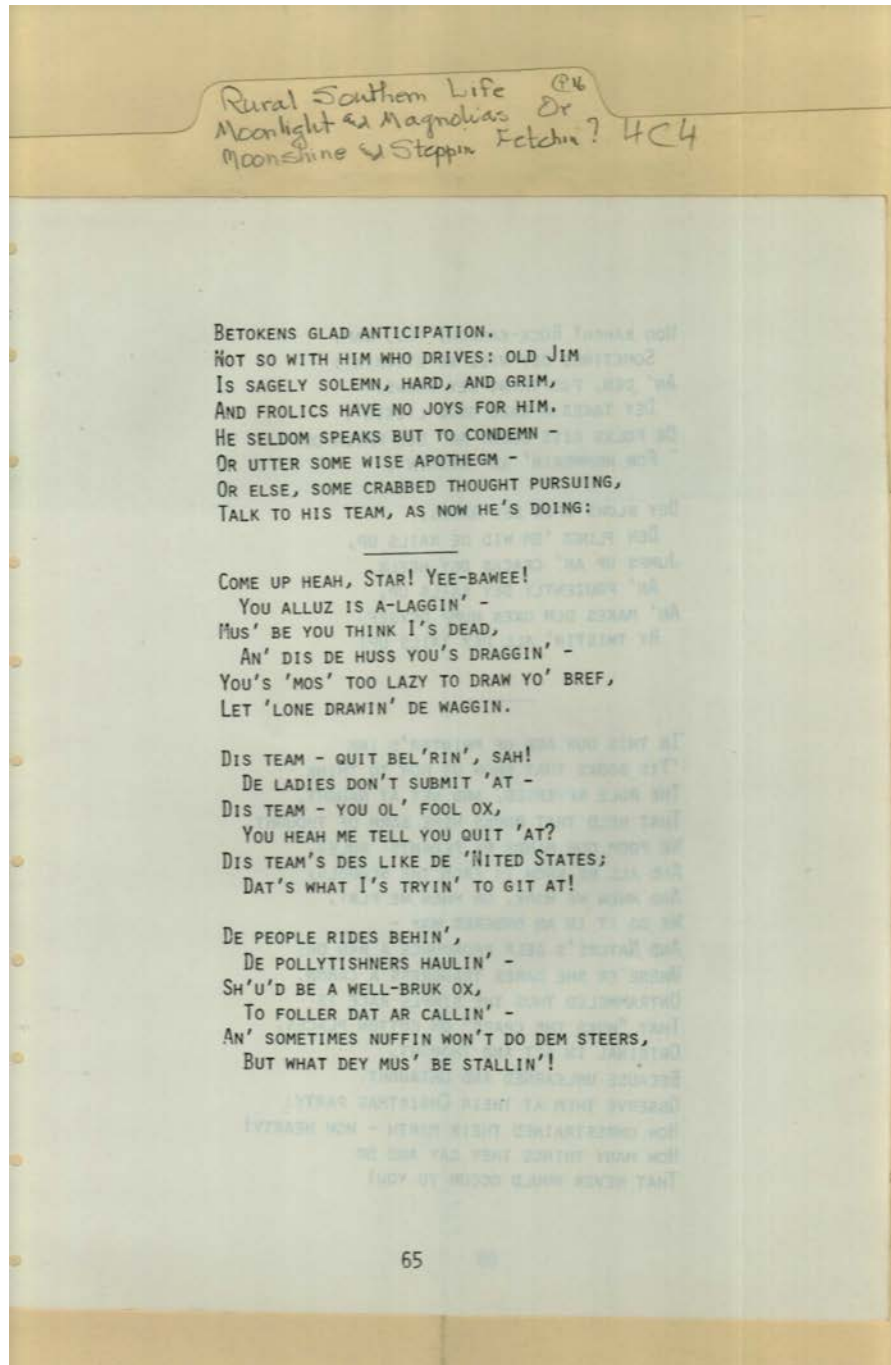 Rural Southern Life P16
Moonlight & Magnolias Or
Moonshine & Steppin Fetchin? 4C4
BETOKENS GLAD ANTICIPATION.
NOT SO WITH HIM WHO DRIVES: OLD JIM
IS SAGELY SOLEMN, HARD, AND GRIM,
AND FROLICS HAVE NO JOYS FOR HIM.
HE SELDOM SPEAKS BUT TO CONDEMN -
OR UTTER SOME WISE APOTHEGM -
OR ELSE, SOME CRABBED THOUGHT PURSUING,
TALK TO HIS TEAM, AS NOW HE'S DOING:
COME UP HEAH, STAR! YEE-BAWEE!
YOU ALLUZ IS A-LAGGIN' -
MUS' BE YOU THINK I'S DEAD,
AN' DIS DE HUSS YOU'S DRAGGIN' -
YOU'S 'MOS' TOO LAZY TO DRAW YO' BREF,
LET 'LONE DRAWIN' DE WAGGIN.
DIS TEAM - QUIT BEL'RIN', SAH!
DE LADIES DON'T SUBMIT 'AT -
DIS TEAM - YOU OL' FOOL OX,
YOU HEAH ME TELL YOU QUIT 'AT?
DIS TEAM'S DES LIKE DE 'NITED STATES;
DAT'S WHAT I'S TRYIN' TO GIT AT!
DE PEOPLE RIDES BEHIN',
DE POLLYTISHNERS HAULIN' -
SH'U'D BE A WELL-BRUK OX,
TO FOLLER DAT AR CALLIN' -
AN' SOMETIMES NUFFIN WON'T DO DEM STEERS,
BUT WHAT DEY MUS' BE STALLIN'!
65